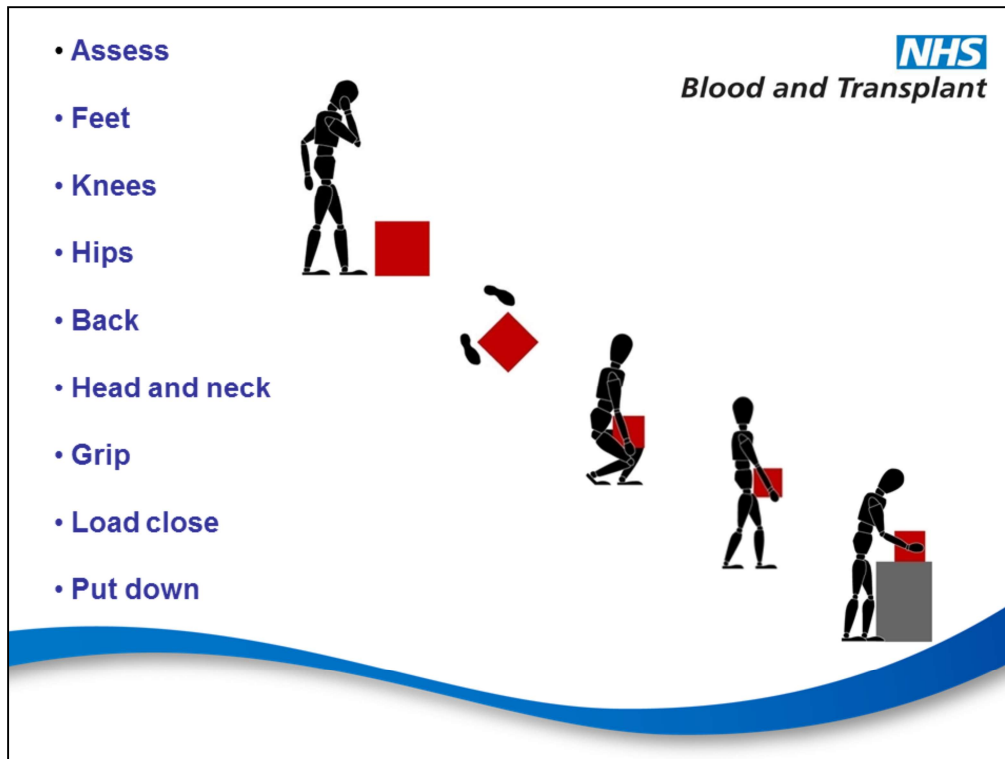 • Assess
• Feet
• Knees
• Hips
• Back
• Head and neck
• Grip
• Load close
• Put down
NHS
Blood and Transplant